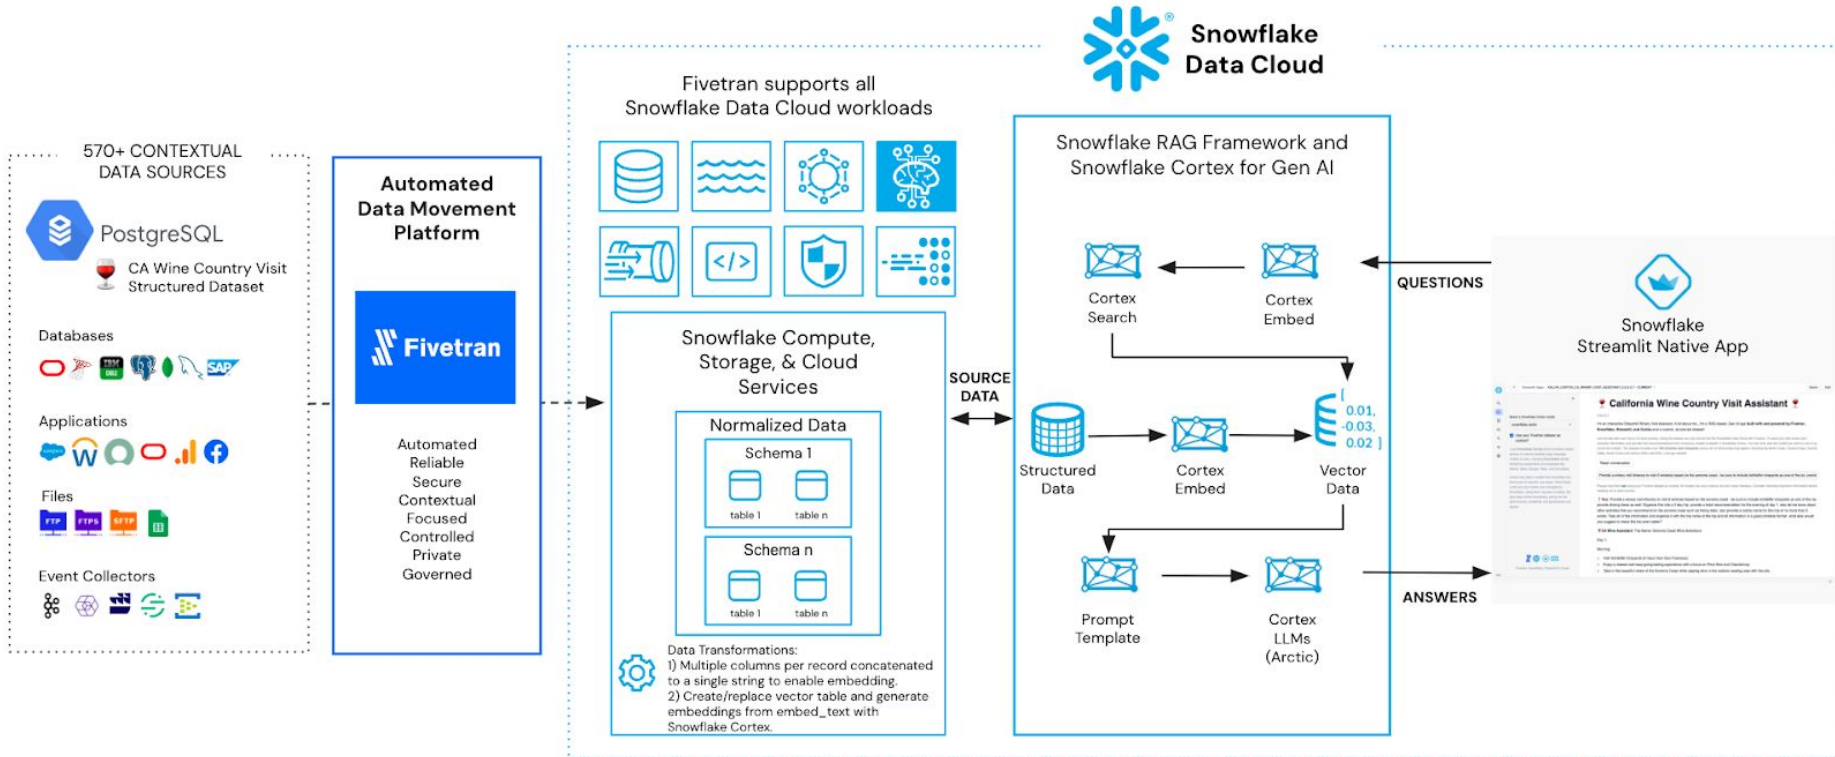 Snowflake
Data Cloud
570+ CONTEXTUAL
DATA SOURCES
PostgreSQL
CA Wine Country Visit
Structured Dataset
Databases
IBM
DB2
SAP
Applications
Files
FTP
FTPS
SFTP
Event Collectors
Automated
Data Movement
Platform
Fivetran
Automated
Reliable
Secure
Contextual
Focused
Controlled
Private
Governed
Fivetran supports all
Snowflake Data Cloud workloads
</>
Snowflake Compute,
Storage, & Cloud
Services
Normalized Data
Schema 1
table 1
table n
Schema n
table 1
table n
Data Transformations:
1) Multiple columns per record concatenated
to a single string to enable embedding.
2) Create/replace vector table and generate
embeddings from embed_text with
Snowflake Cortex.
SOURCE
DATA
Snowflake RAG Framework and
Snowflake Cortex for Gen AI
Cortex
Search
Cortex
Embed
Structured
Data
Cortex
Embed
[
0.01,
-0.03,
0.02 ]
Vector
Data
Prompt
Template
Cortex
LLMs
(Arctic)
QUESTIONS
ANSWERS
Snowflake
Streamlit Native App
California Wine Country Visit Assistant